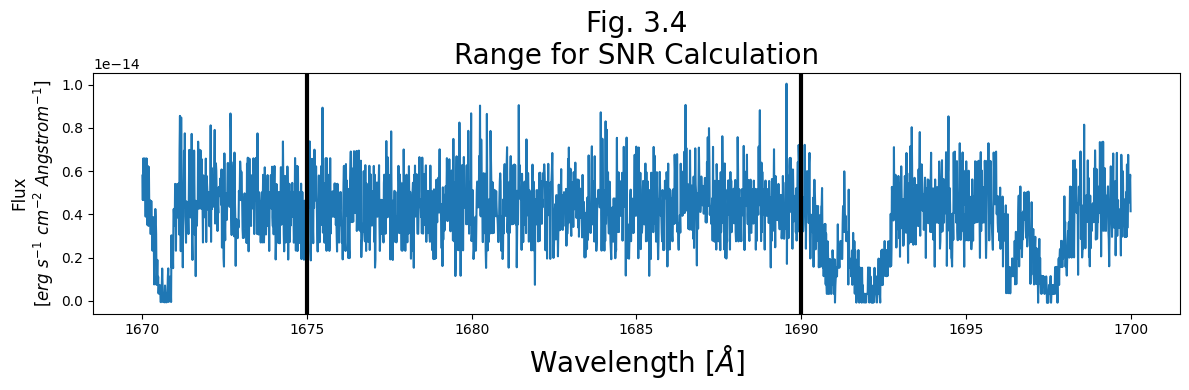 Fig. 3.4
Range for SNR Calculation
1e−14
Flux
[erg s⁻¹ cm⁻² Angstrom⁻¹]
1.0
0.8
0.6
0.4
0.2
0.0
1670 1675 1680 1685 1690 1695 1700
Wavelength [Å]